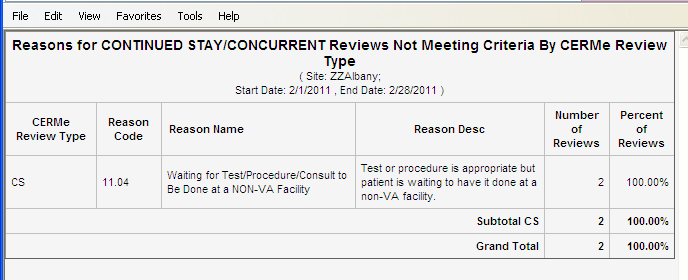 File Edit View Favorites Tools Help
Reasons for CONTINUED STAY/CONCURRENT Reviews Not Meeting Criteria By CERMe Review
Type
( Site: ZZAlbany;
Start Date: 2/1/2011 , End Date: 2/28/2011 )
CERMe
Review Type
Reason
Code
Reason Name
Reason Desc
Number
of
Reviews
Percent
of
Reviews
CS
11.04
Waiting for Test/Procedure/Consult to
Be Done at a NON-VA Facility
Test or procedure is appropriate but
patient is waiting to have it done at a
non-VA facility.
2
100.00%
Subtotal CS 2 100.00%
Grand Total 2 100.00%